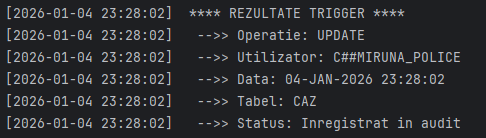 [2026-01-04 23:28:02] **** REZULTATE TRIGGER ****
[2026-01-04 23:28:02] -->> Operatie: UPDATE
[2026-01-04 23:28:02] -->> Utilizator: C##MIRUNA_POLICE
[2026-01-04 23:28:02] -->> Data: 04-JAN-2026 23:28:02
[2026-01-04 23:28:02] -->> Tabel: CAZ
[2026-01-04 23:28:02] -->> Status: Inregistrat in audit